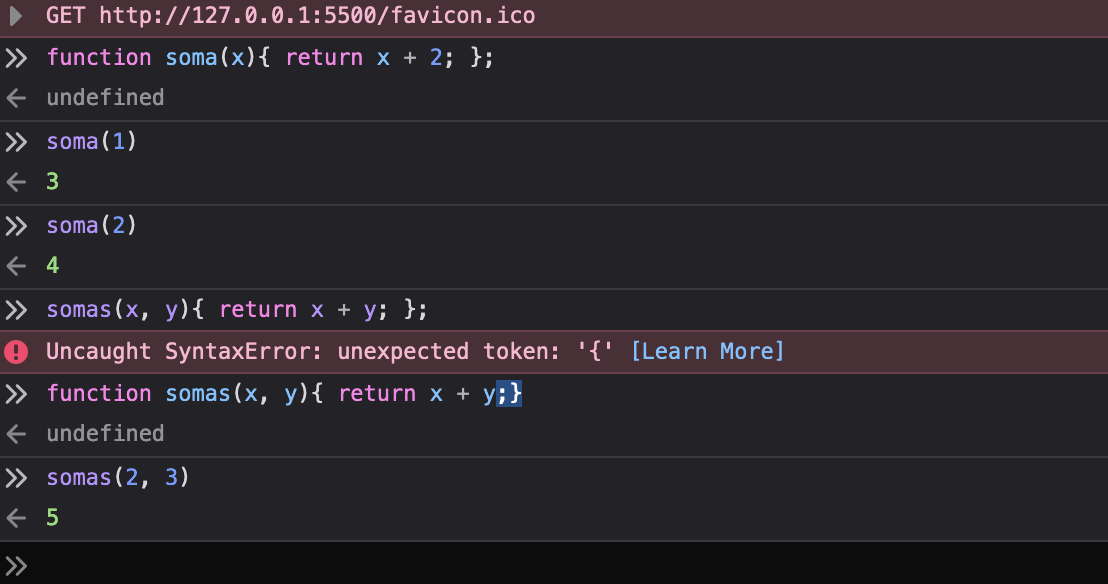 GET http://127.0.0.1:5500/favicon.ico
function soma(x){ return x + 2; };
undefined
soma(1)
3
soma(2)
4
somas(x, y){ return x + y; };
Uncaught SyntaxError: unexpected token: '{' [Learn More]
function somas(x, y){ return x + y;}
undefined
somas(2, 3)
5